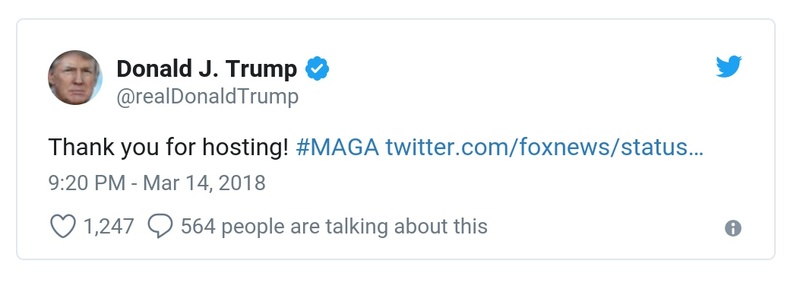 Donald J. Trump
@realDonaldTrump
Thank you for hosting! #MAGA twitter.com/foxnews/status…
9:20 PM - Mar 14, 2018
1,247 564 people are talking about this